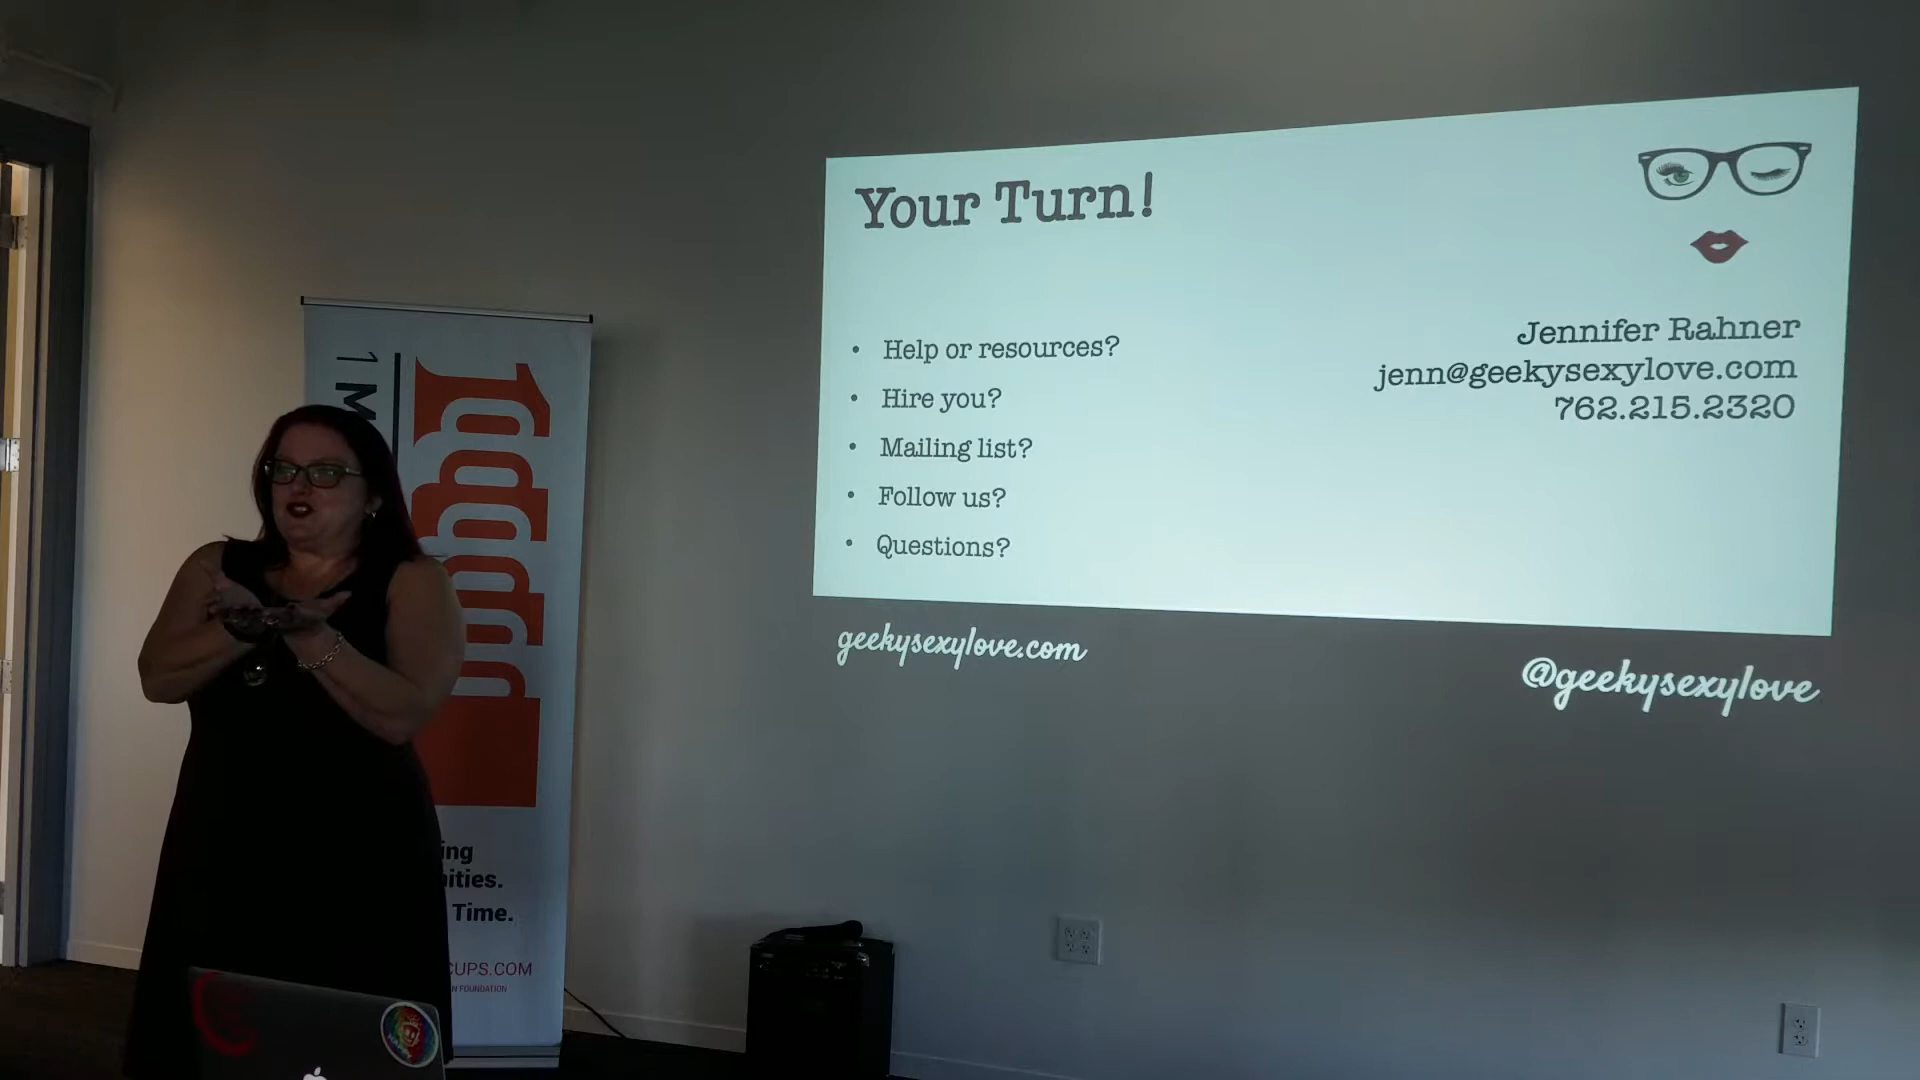 Your Turn!
• Help or resources?
• Hire you?
• Mailing list?
• Follow us?
• Questions?
Jennifer Rahner
jenn@geekysexylove.com
762.215.2320
geekysexylove.com
@geekysexylove
1 M
ing
ities.
Time.
CUPS.COM
N FOUNDATION